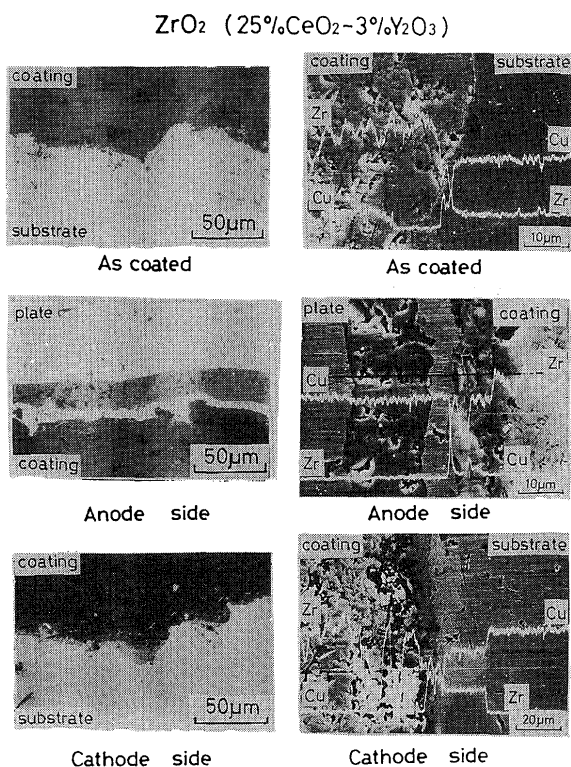 ZrO2 (25%CeO2-3%Y2O3)
coating
substrate
50μm
As coated
coating
substrate
Zr
Cu
Cu
Zr
10μm
As coated
plate
coating
50μm
Anode side
plate
coating
Zr
Cu
Zr
Cu
10μm
Anode side
coating
substrate
50μm
Cathode side
coating
substrate
Zr
Cu
Cu
Zr
20μm
Cathode side